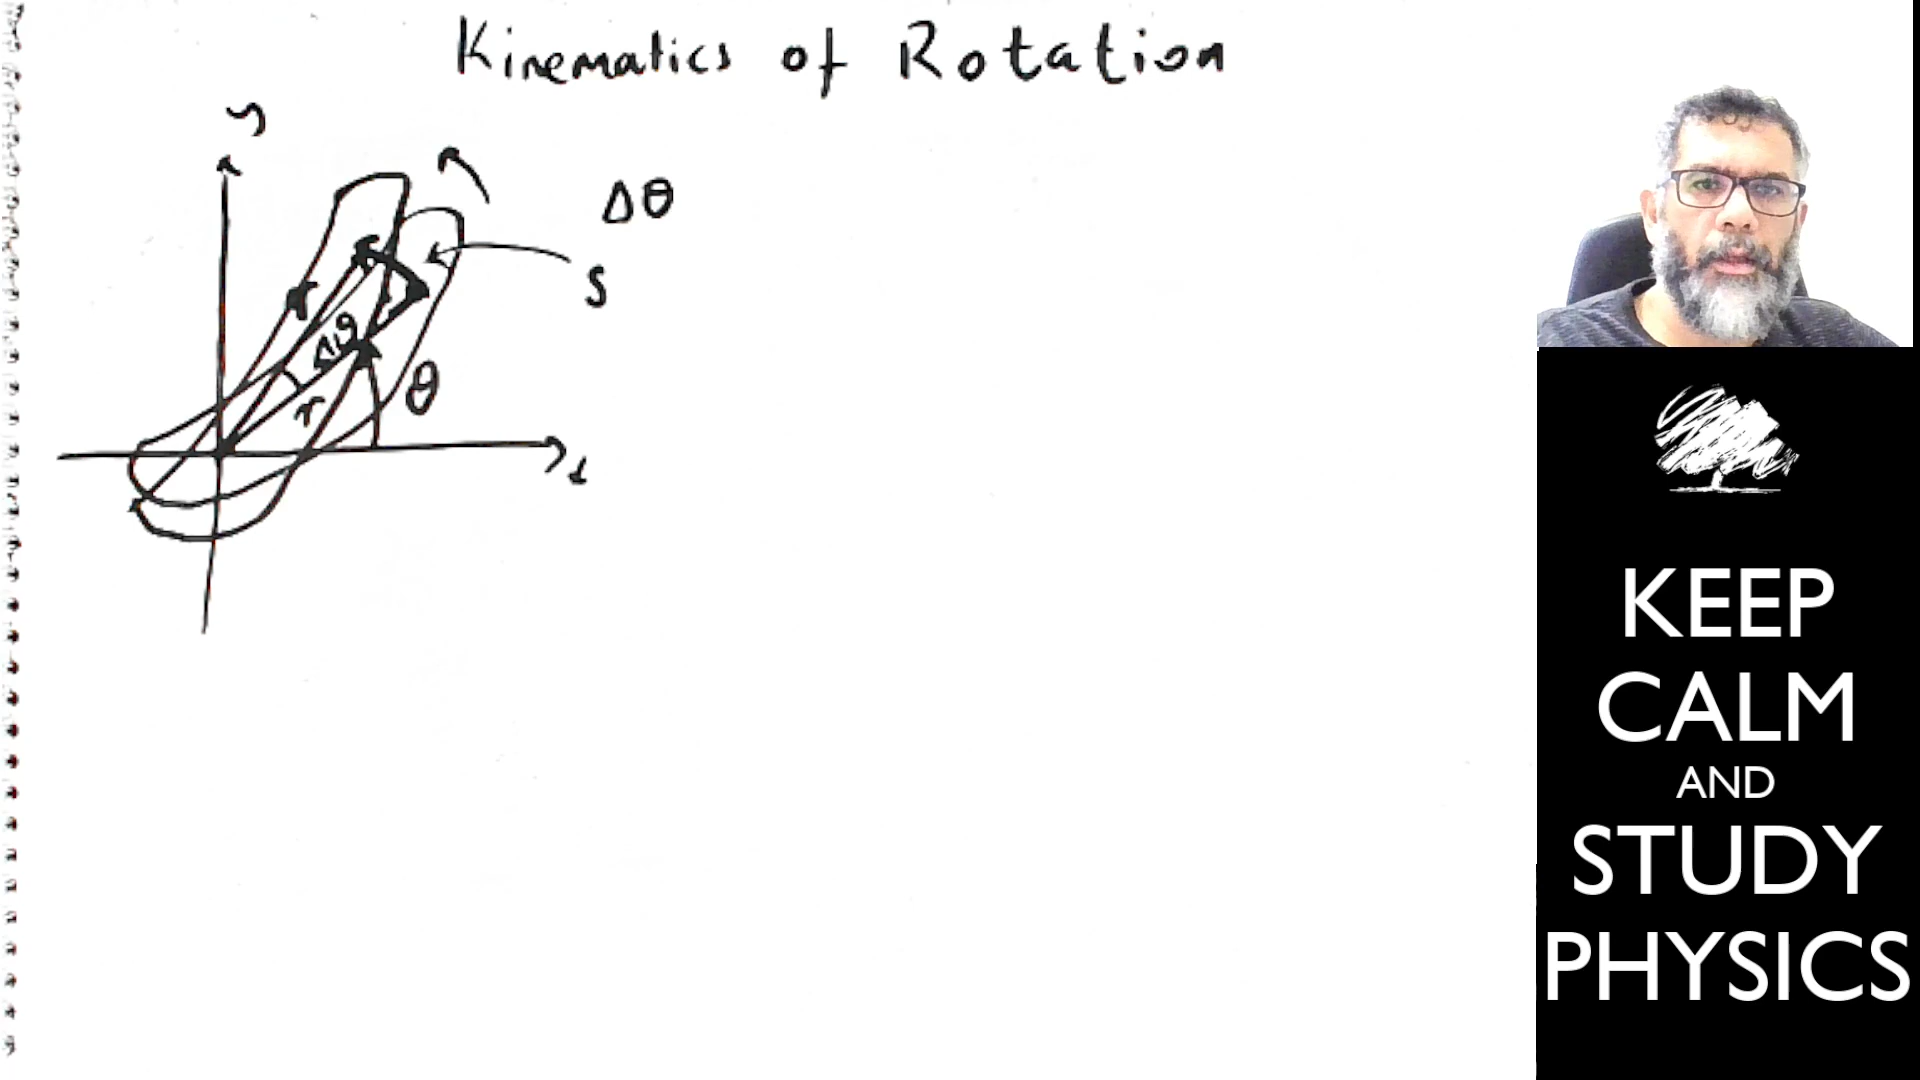 Kinematics of Rotation
y
Δθ
s
Δθ
r
θ
KEEP
CALM
AND
STUDY
PHYSICS